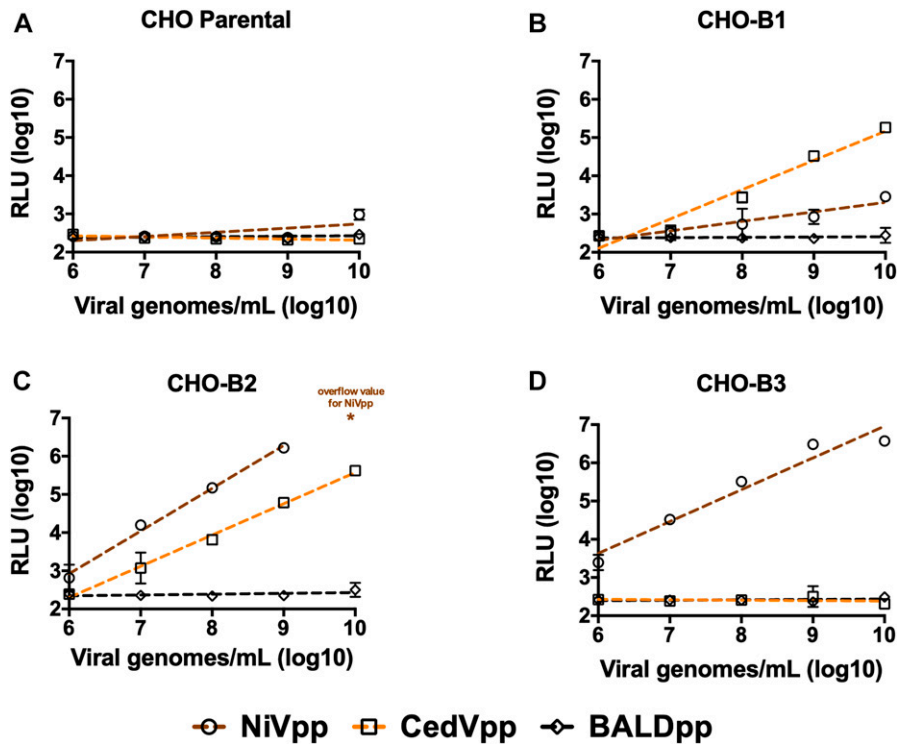 A
CHO Parental
RLU (log10)
7
6
5
4
3
2
6 7 8 9 10
Viral genomes/mL (log10)
B
CHO-B1
RLU (log10)
7
6
5
4
3
2
6 7 8 9 10
Viral genomes/mL (log10)
C
CHO-B2
overflow value
for NiVpp
*
RLU (log10)
7
6
5
4
3
2
6 7 8 9 10
Viral genomes/mL (log10)
D
CHO-B3
RLU (log10)
7
6
5
4
3
2
6 7 8 9 10
Viral genomes/mL (log10)
NiVpp CedVpp BALDpp